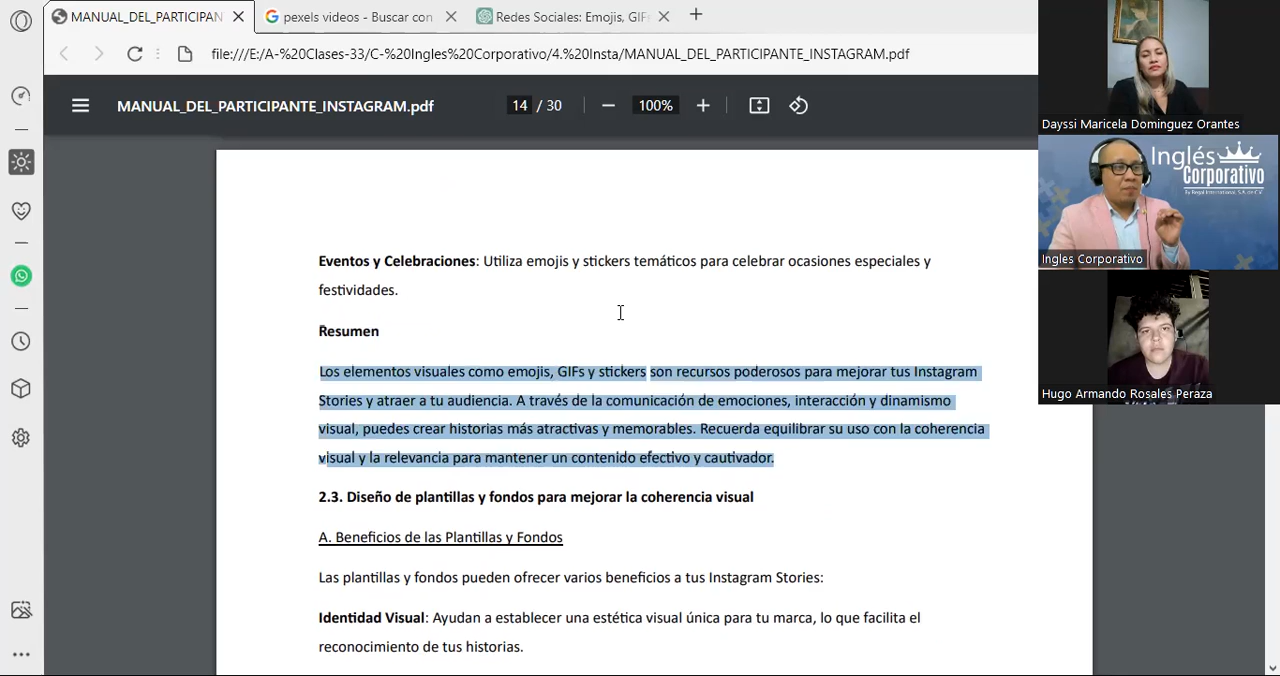 MANUAL_DEL_PARTICIPAN
pexels videos - Buscar con
Redes Sociales: Emojis, GIF
file:///E:/A-%20Clases-33/C-%20Ingles%20Corporativo/4.%20Insta/MANUAL_DEL_PARTICIPANTE_INSTAGRAM.pdf
MANUAL_DEL_PARTICIPANTE_INSTAGRAM.pdf
14 / 30
100%
Eventos y Celebraciones: Utiliza emojis y stickers temáticos para celebrar ocasiones especiales y
festividades.
Resumen
Los elementos visuales como emojis, GIFs y stickers son recursos poderosos para mejorar tus Instagram
Stories y atraer a tu audiencia. A través de la comunicación de emociones, interacción y dinamismo
visual, puedes crear historias más atractivas y memorables. Recuerda equilibrar su uso con la coherencia
visual y la relevancia para mantener un contenido efectivo y cautivador.
2.3. Diseño de plantillas y fondos para mejorar la coherencia visual
A. Beneficios de las Plantillas y Fondos
Las plantillas y fondos pueden ofrecer varios beneficios a tus Instagram Stories:
Identidad Visual: Ayudan a establecer una estética visual única para tu marca, lo que facilita el
reconocimiento de tus historias.
Dayssi Maricela Dominguez Orantes
Inglés
Corporativo
By Regal International, S.A. de C.V.
Ingles Corporativo
Hugo Armando Rosales Peraza